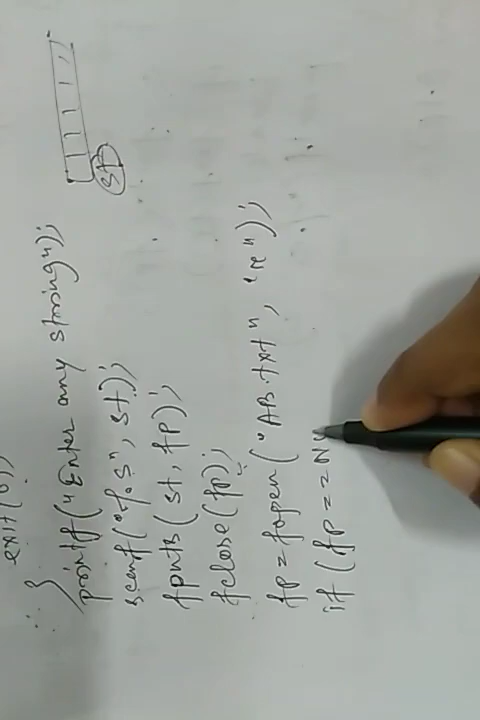 exit(0);
}
printf("Enter any string");
scanf("%s", st);
fputs(st, fp);
fclose(fp);
fp = fopen("AB.txt", "r");
if (fp == N
st